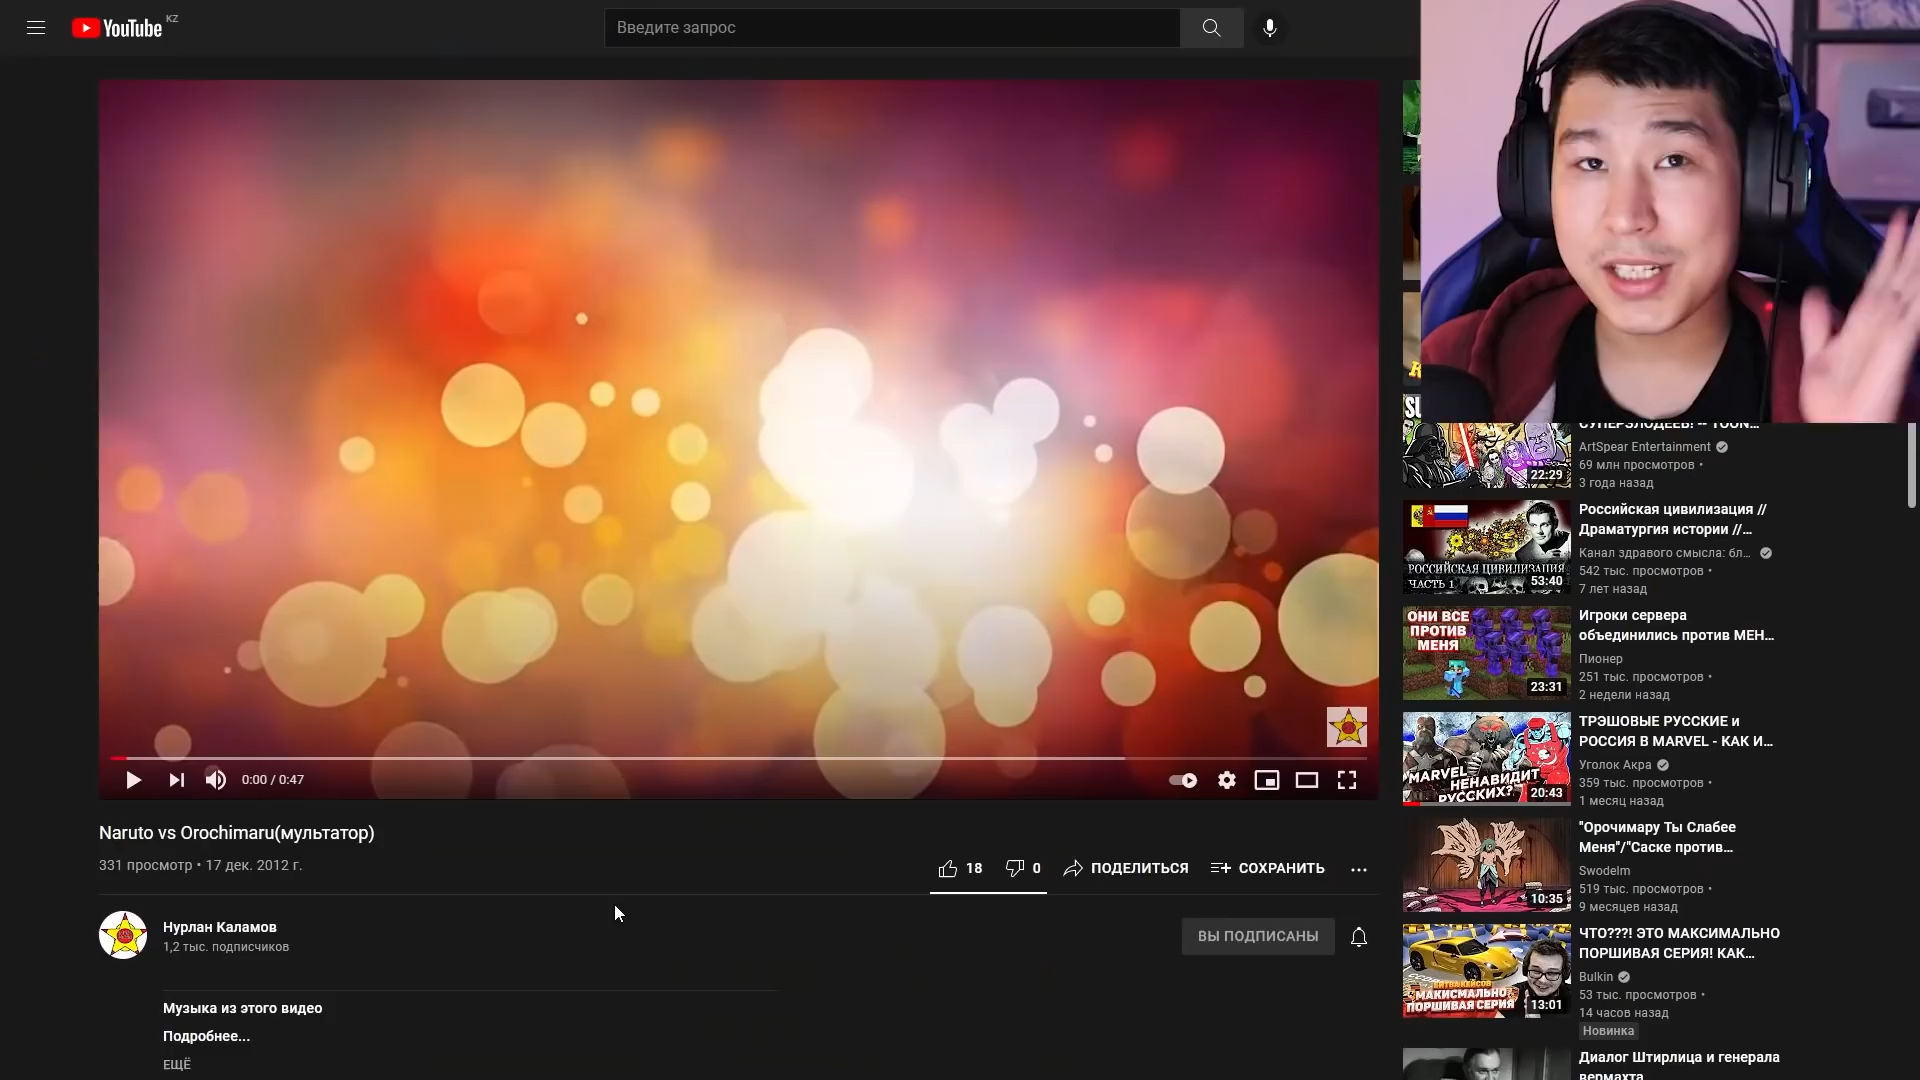 YouTube KZ
Введите запрос
0:00 / 0:47
Naruto vs Orochimaru(мультатор)
331 просмотр • 17 дек. 2012 г.
18
0
ПОДЕЛИТЬСЯ
СОХРАНИТЬ
Нурлан Каламов
1,2 тыс. подписчиков
ВЫ ПОДПИСАНЫ
Музыка из этого видео
Подробнее...
ЕЩЁ
SU
22:29
СУПЕРЗЛОДЕЕВ! -- TOON...
ArtSpear Entertainment
69 млн просмотров •
3 года назад
РОССИЙСКАЯ ЦИВИЛИЗАЦИЯ
ЧАСТЬ 1
53:40
Российская цивилизация //
Драматургия истории //...
Канал здравого смысла: бл...
542 тыс. просмотров •
7 лет назад
ОНИ ВСЕ
ПРОТИВ
МЕНЯ
23:31
Игроки сервера
объединились против МЕН...
Пионер
251 тыс. просмотров •
2 недели назад
MARVEL
НЕНАВИДИТ
РУССКИХ?
20:43
ТРЭШОВЫЕ РУССКИЕ и
РОССИЯ В MARVEL - КАК И...
Уголок Акра
359 тыс. просмотров •
1 месяц назад
10:35
"Орочимару Ты Слабее
Меня"/"Саске против...
Swodelm
519 тыс. просмотров •
9 месяцев назад
БИТВА КЕЙСОВ
МАКИСМАЛЬНО
ПОРШИВАЯ СЕРИЯ
13:01
ЧТО???! ЭТО МАКСИМАЛЬНО
ПОРШИВАЯ СЕРИЯ! КАК...
Bulkin
53 тыс. просмотров •
14 часов назад
Новинка
Диалог Штирлица и генерала
вермахта